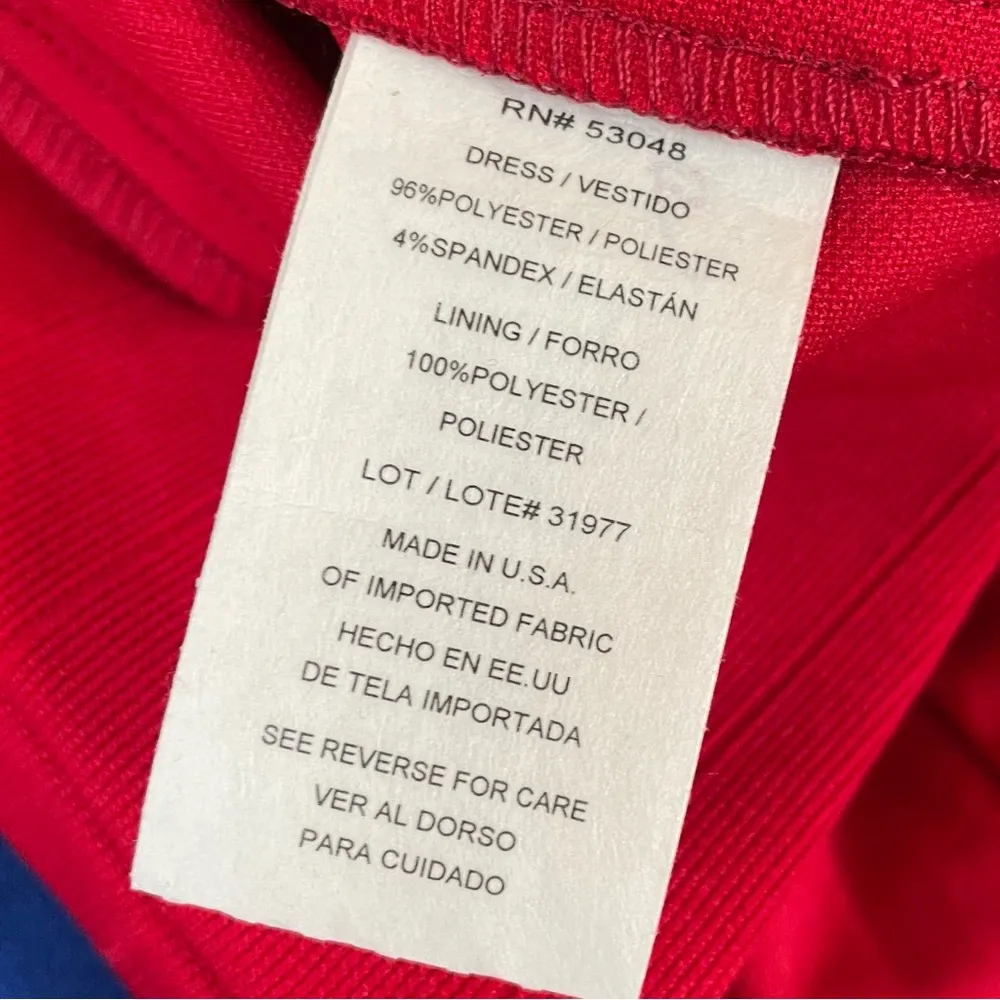 RN# 53048
DRESS / VESTIDO
96%POLYESTER / POLIESTER
4%SPANDEX / ELASTÁN
LINING / FORRO
100%POLYESTER /
POLIESTER
LOT / LOTE# 31977
MADE IN U.S.A.
OF IMPORTED FABRIC
HECHO EN EE.UU
DE TELA IMPORTADA
SEE REVERSE FOR CARE
VER AL DORSO
PARA CUIDADO